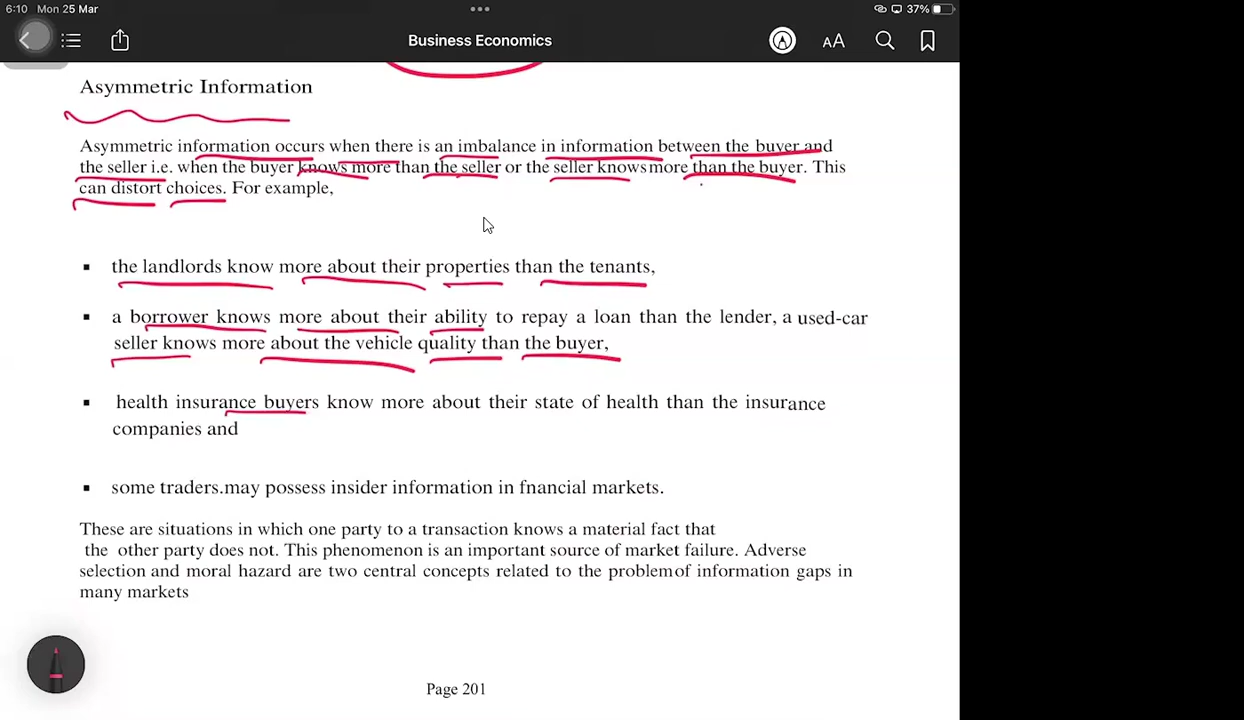 6:10 Mon 25 Mar
37%
Business Economics
AA
Asymmetric Information
Asymmetric information occurs when there is an imbalance in information between the buyer and
the seller i.e. when the buyer knows more than the seller or the seller knows more than the buyer. This
can distort choices. For example,
▪ the landlords know more about their properties than the tenants,
▪ a borrower knows more about their ability to repay a loan than the lender, a used-car
seller knows more about the vehicle quality than the buyer,
▪ health insurance buyers know more about their state of health than the insurance
companies and
▪ some traders.may possess insider information in fnancial markets.
These are situations in which one party to a transaction knows a material fact that
the other party does not. This phenomenon is an important source of market failure. Adverse
selection and moral hazard are two central concepts related to the problem of information gaps in
many markets
Page 201